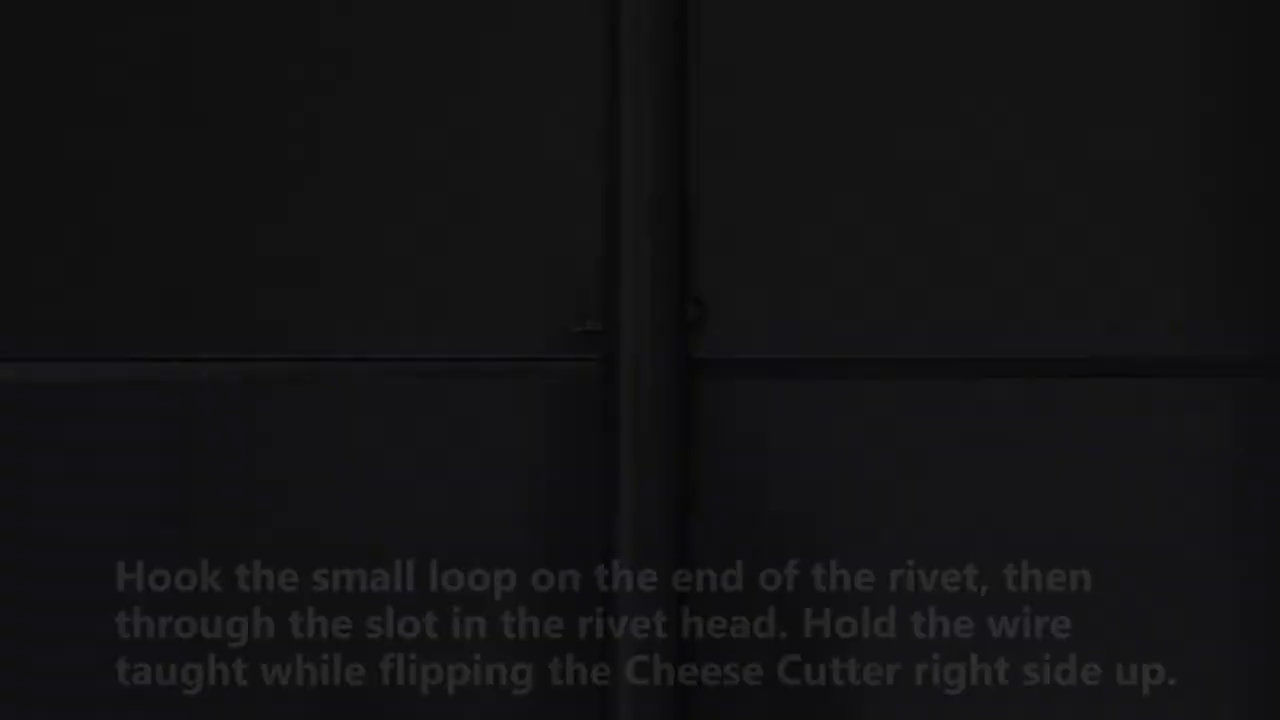 Hook the small loop on the end of the rivet, then
through the slot in the rivet head. Hold the wire
taught while flipping the Cheese Cutter right side up.